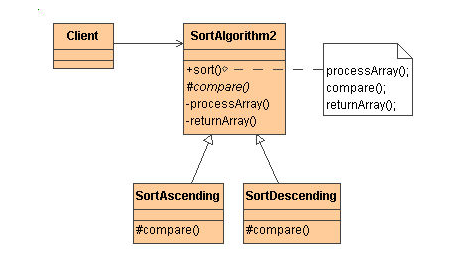 Client
SortAlgorithm2
+sort()
#compare()
-processArray()
-returnArray()
processArray();
compare();
returnArray();
SortAscending
#compare()
SortDescending
#compare()